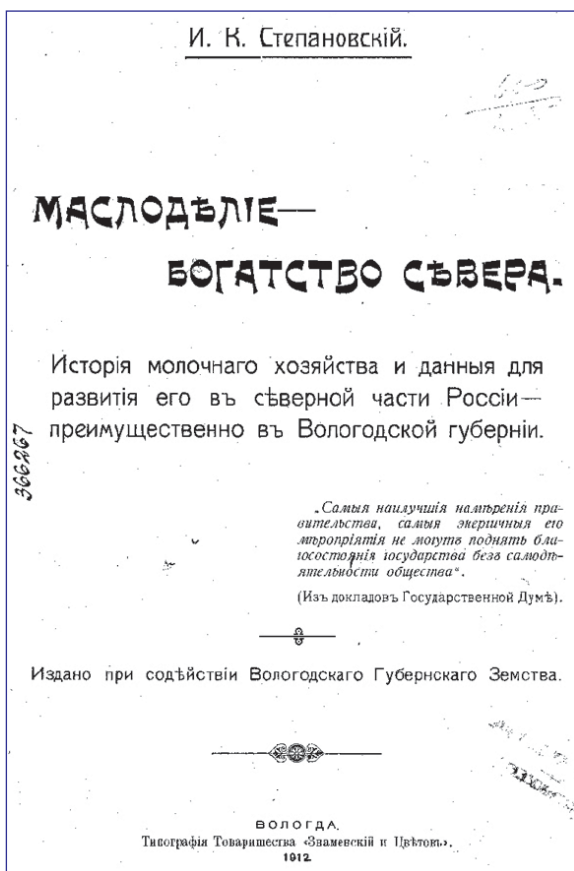 И. К. Степановскій.
МАСЛОДѢЛІЕ—
БОГАТСТВО СѢВЕРА.
Исторія молочнаго хозяйства и данныя для
развитія его въ сѣверной части Россіи—
преимущественно въ Вологодской губерніи.
366267
„Самыя наилучшія намѣренія пра-
вительства, самыя энергичныя его
мѣропріятія не могутъ поднять бла-
госостоянія государства безъ самодѣ-
ятельности общества“.
(Изъ докладовъ Государственной Думѣ).
Издано при содѣйствіи Вологодскаго Губернскаго Земства.
ВОЛОГДА.
Типографія Товарищества «Знаменскій и Цвѣтовъ».
1912